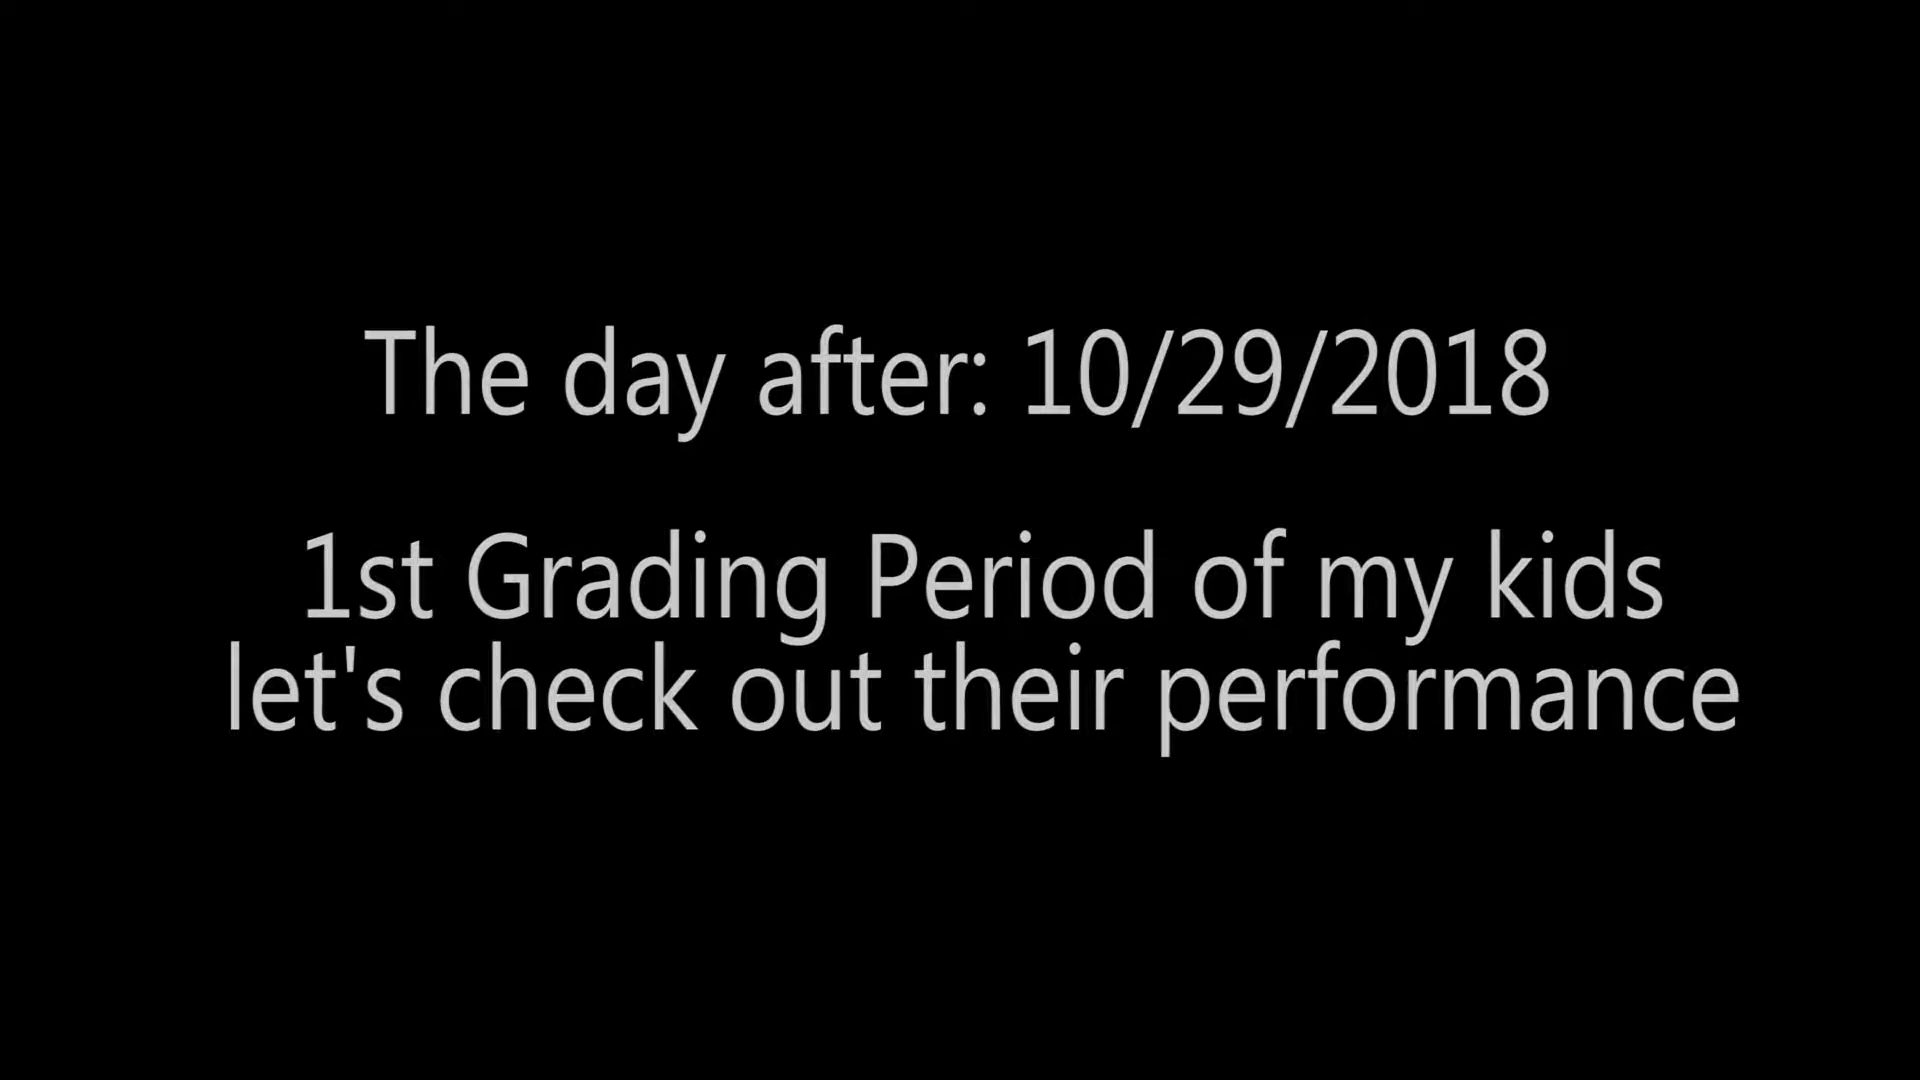 The day after: 10/29/2018
1st Grading Period of my kids
let's check out their performance